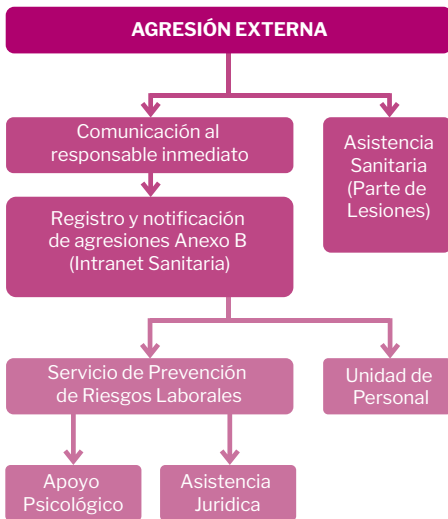 AGRESIÓN EXTERNA
Comunicación al
responsable inmediato
Asistencia
Sanitaria
(Parte de
Lesiones)
Registro y notificación
de agresiones Anexo B
(Intranet Sanitaria)
Servicio de Prevención
de Riesgos Laborales
Unidad de
Personal
Apoyo
Psicológico
Asistencia
Juridica